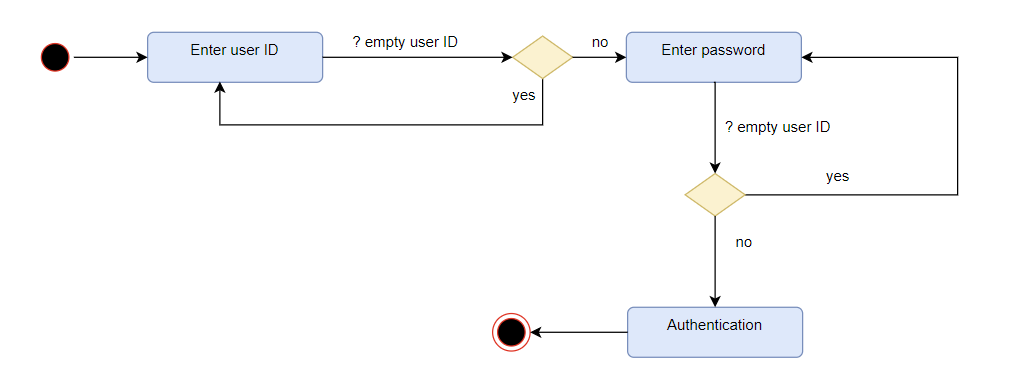 Enter user ID
? empty user ID
no
Enter password
yes
? empty user ID
yes
no
Authentication